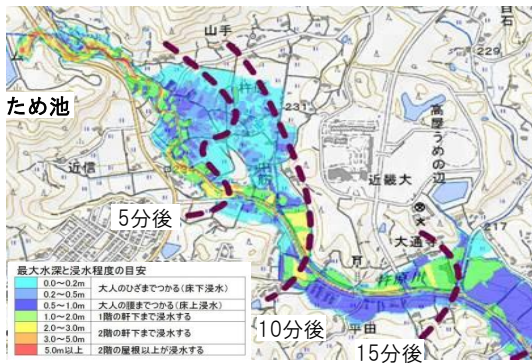 山手
229
ため池
231
高屋うめの辺
近信
近畿大
217
5分後
大通寺
10分後
平田
15分後
最大水深と浸水程度の目安
0.0～0.2m
大人のひざまでつかる(床下浸水)
0.2～0.5m
0.5～1.0m 大人の腰までつかる(床上浸水)
1.0～2.0m 1階の軒下まで浸水する
2.0～3.0m
2階の軒下まで浸水する
3.0～5.0m
5.0m以上 2階の屋根以上が浸水する